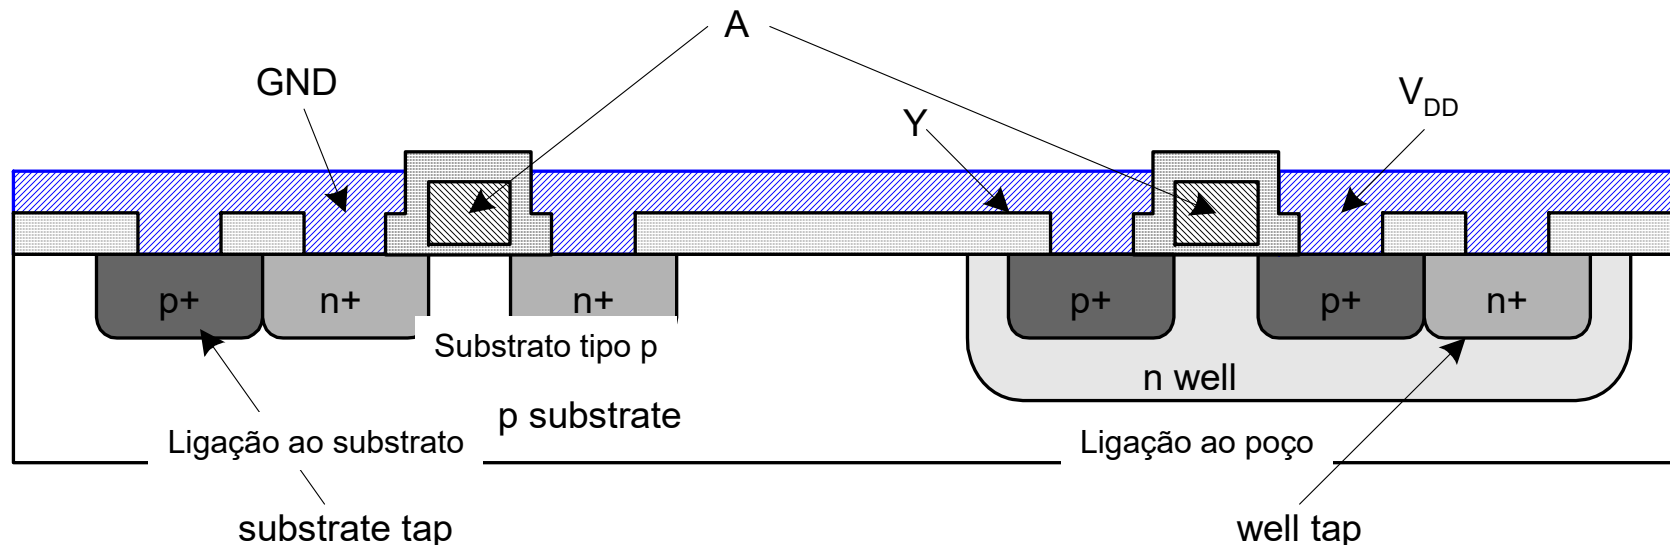 A
GND
Y
VDD
p+
n+
n+
p+
p+
n+
Substrato tipo p
n well
p substrate
Ligação ao substrato
Ligação ao poço
substrate tap
well tap